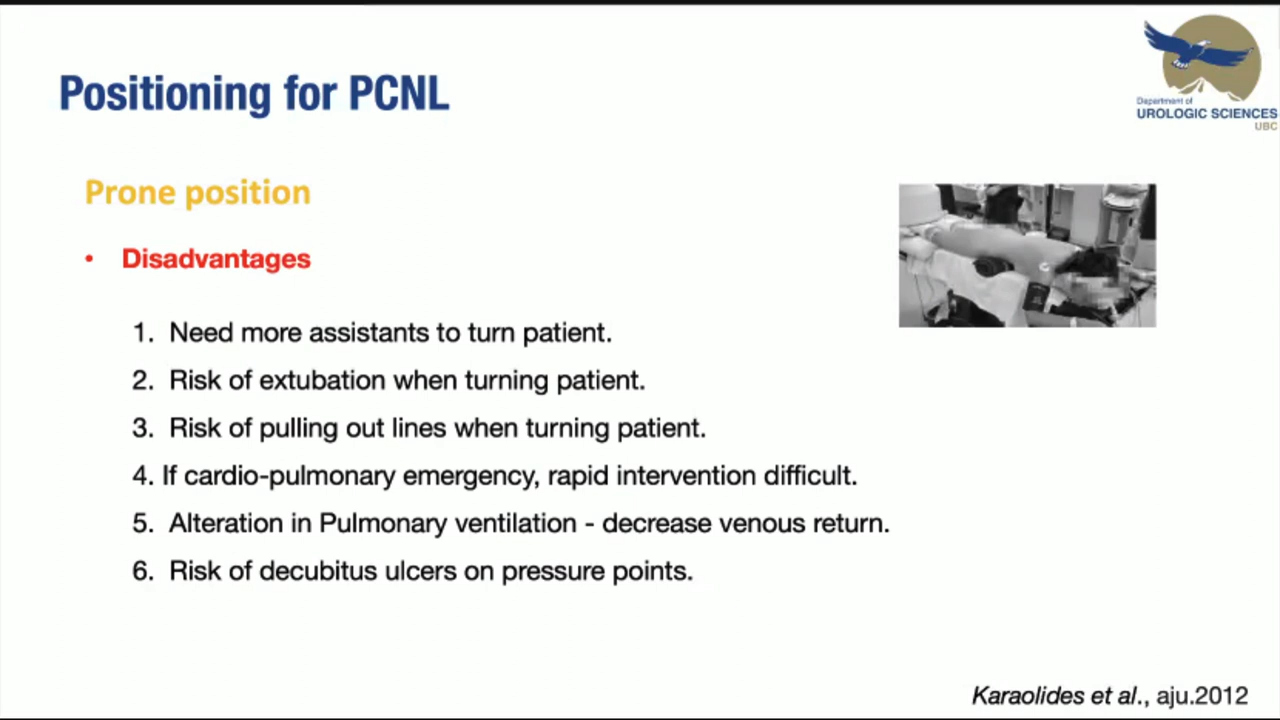 Positioning for PCNL
Department of
UROLOGIC SCIENCES
UBC
Prone position
• Disadvantages
1. Need more assistants to turn patient.
2. Risk of extubation when turning patient.
3. Risk of pulling out lines when turning patient.
4. If cardio-pulmonary emergency, rapid intervention difficult.
5. Alteration in Pulmonary ventilation - decrease venous return.
6. Risk of decubitus ulcers on pressure points.
Karaolides et al., aju.2012